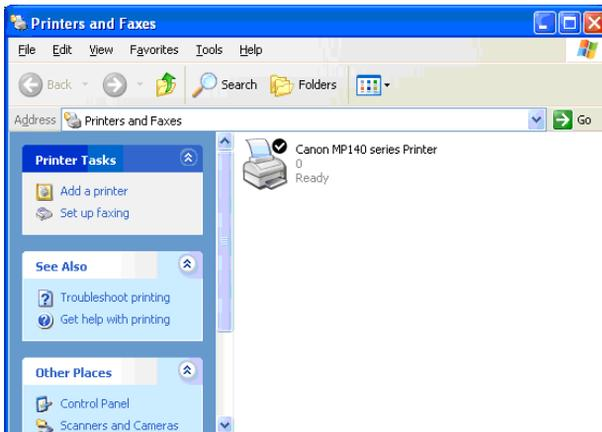 Printers and Faxes
File Edit View Favorites Tools Help
Back Search Folders
Address Printers and Faxes Go
Printer Tasks
Add a printer
Set up faxing
See Also
Troubleshoot printing
Get help with printing
Other Places
Control Panel
Scanners and Cameras
Canon MP140 series Printer
0
Ready